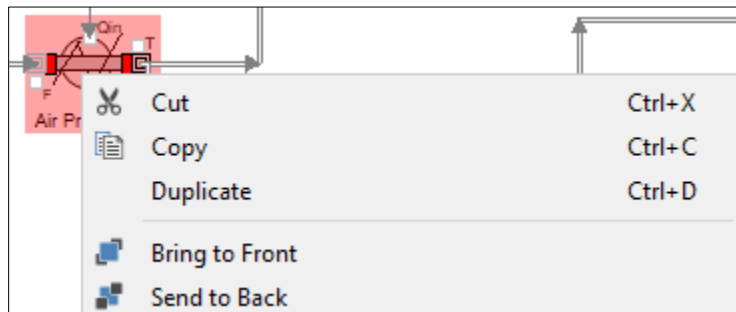 Qin
T
F
Air Pr
Cut Ctrl+X
Copy Ctrl+C
Duplicate Ctrl+D
Bring to Front
Send to Back